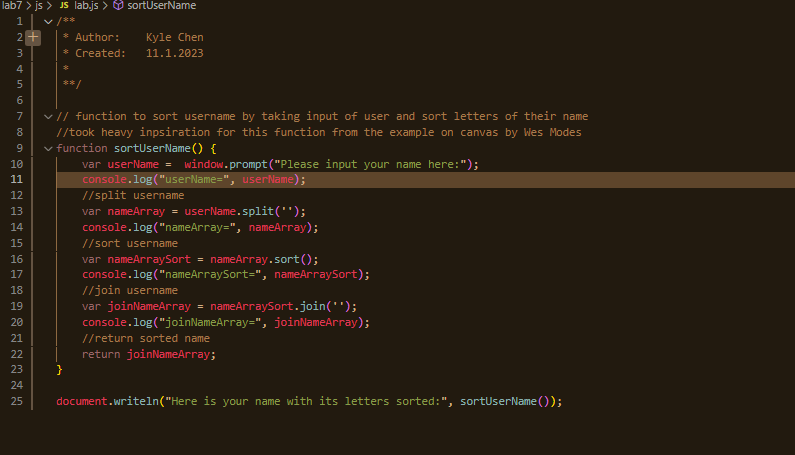 lab7 > js > JS lab.js > sortUserName
1 /**
2 * Author: Kyle Chen
3 * Created: 11.1.2023
4 *
5 **/
6
7 // function to sort username by taking input of user and sort letters of their name
8 //took heavy inpsiration for this function from the example on canvas by Wes Modes
9 function sortUserName() {
10 var userName =  window.prompt("Please input your name here:");
11 console.log("userName=", userName);
12 //split username
13 var nameArray = userName.split('');
14 console.log("nameArray=", nameArray);
15 //sort username
16 var nameArraySort = nameArray.sort();
17 console.log("nameArraySort=", nameArraySort);
18 //join username
19 var joinNameArray = nameArraySort.join('');
20 console.log("joinNameArray=", joinNameArray);
21 //return sorted name
22 return joinNameArray;
23 }
24
25 document.writeln("Here is your name with its letters sorted:", sortUserName());